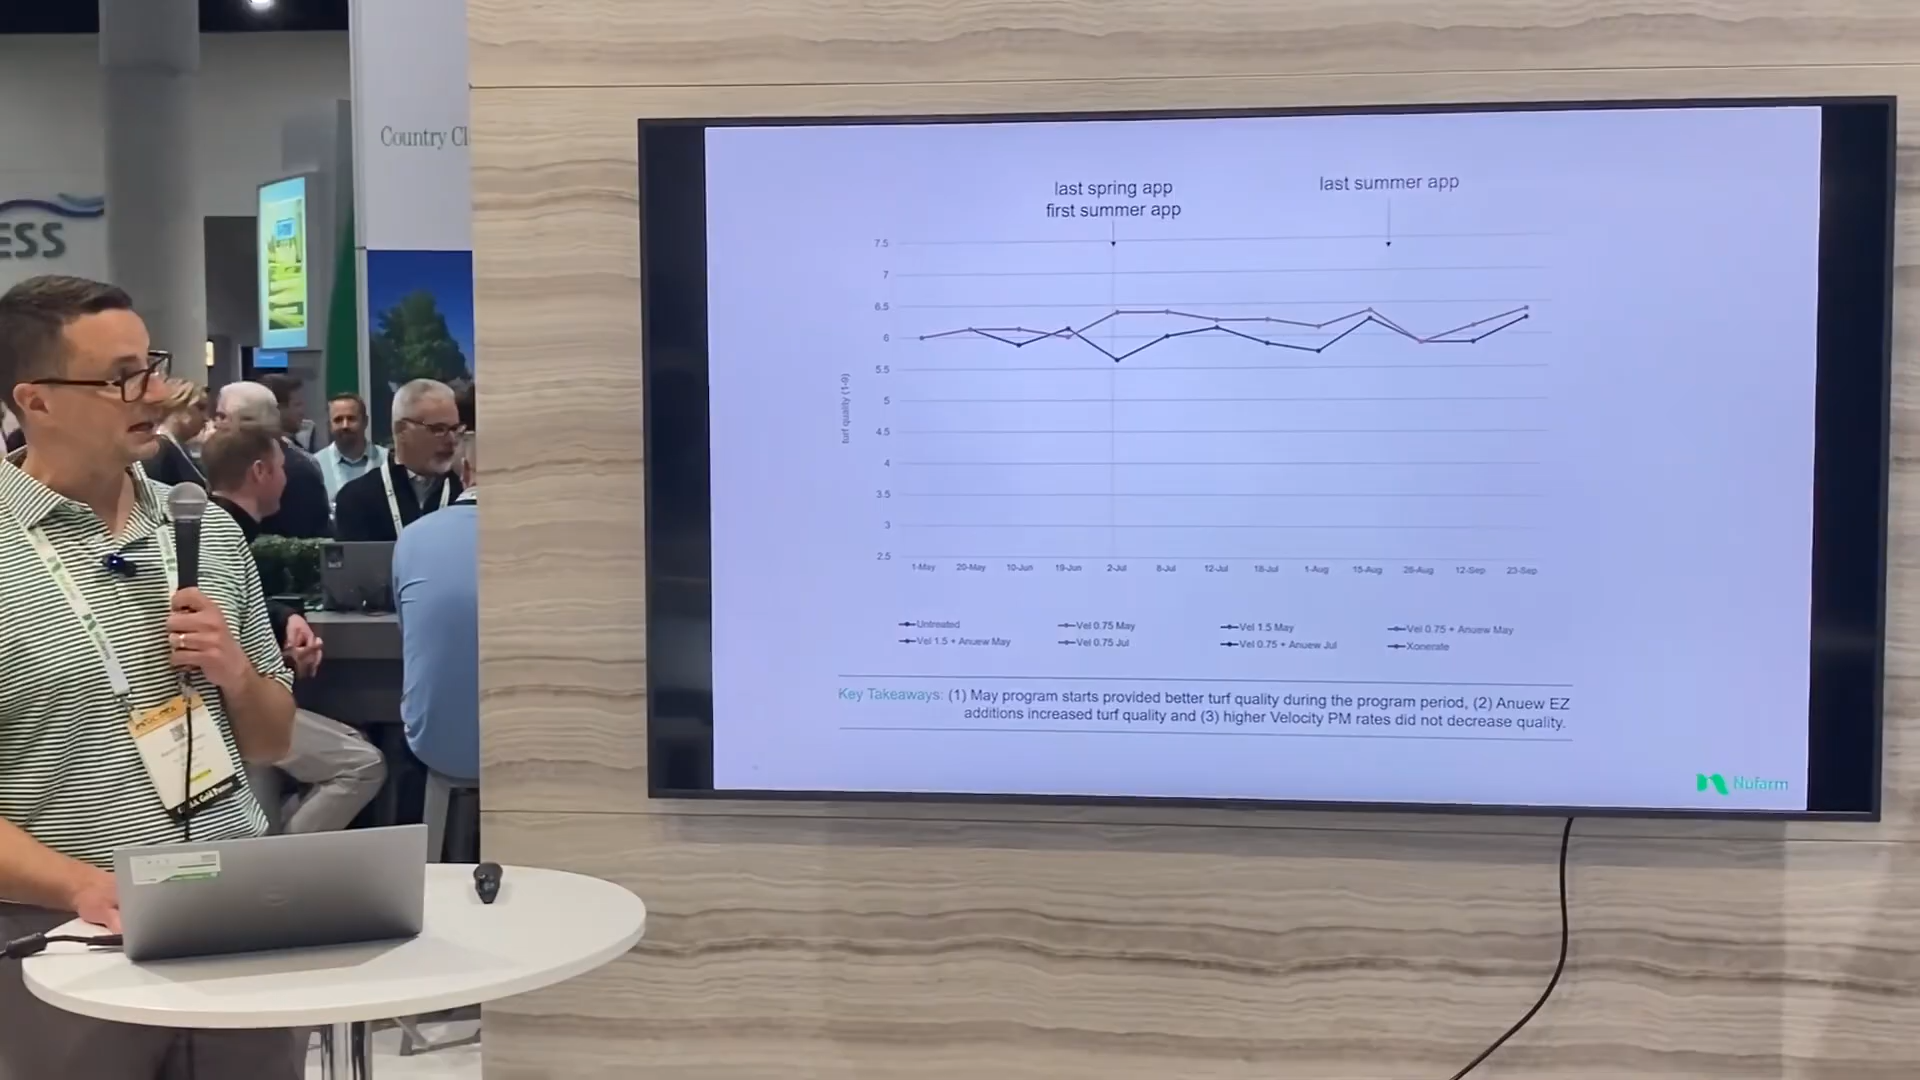 Country Cl
ESS
last spring app
first summer app
last summer app
7.5
7
6.5
6
5.5
5
4.5
4
3.5
3
2.5
turf quality (1-9)
1-May 20-May 10-Jun 19-Jun 2-Jul 8-Jul 12-Jul 18-Jul 1-Aug 15-Aug 26-Aug 12-Sep 23-Sep
Untreated Vel 0.75 May Vel 1.5 May Vel 0.75 + Anuew May
Vel 1.5 + Anuew May Vel 0.75 Jul Vel 0.75 + Anuew Jul Xonerate
Key Takeaways: (1) May program starts provided better turf quality during the program period, (2) Anuew EZ
additions increased turf quality and (3) higher Velocity PM rates did not decrease quality.
Nufarm